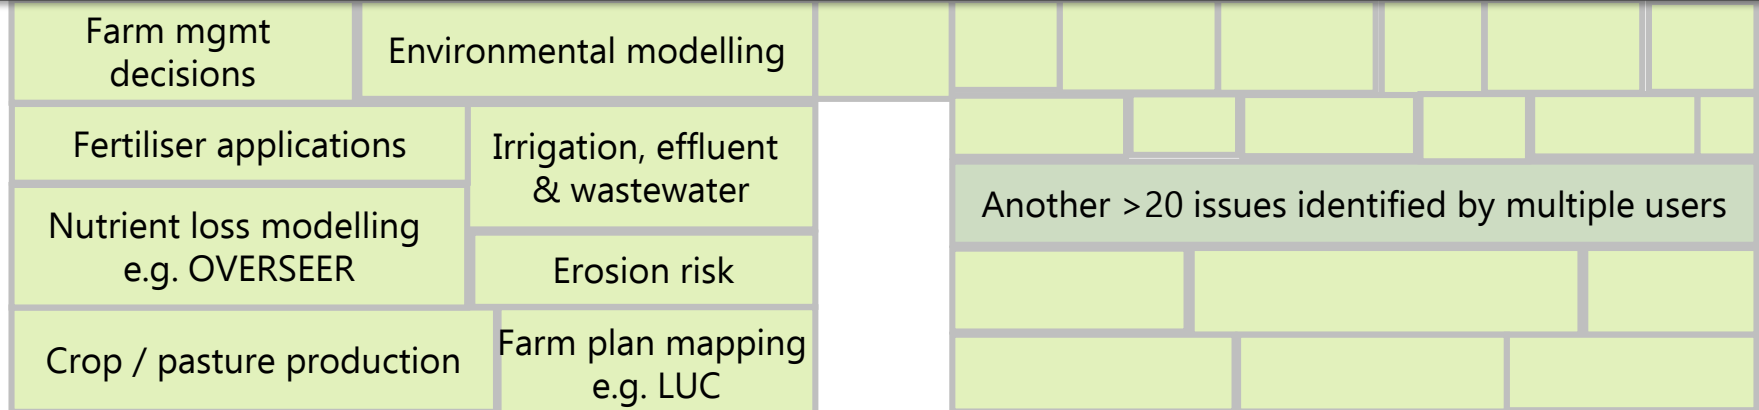 Farm mgmt
decisions
Environmental modelling
Fertiliser applications
Irrigation, effluent
& wastewater
Nutrient loss modelling
e.g. OVERSEER
Erosion risk
Crop / pasture production
Farm plan mapping
e.g. LUC
Another >20 issues identified by multiple users